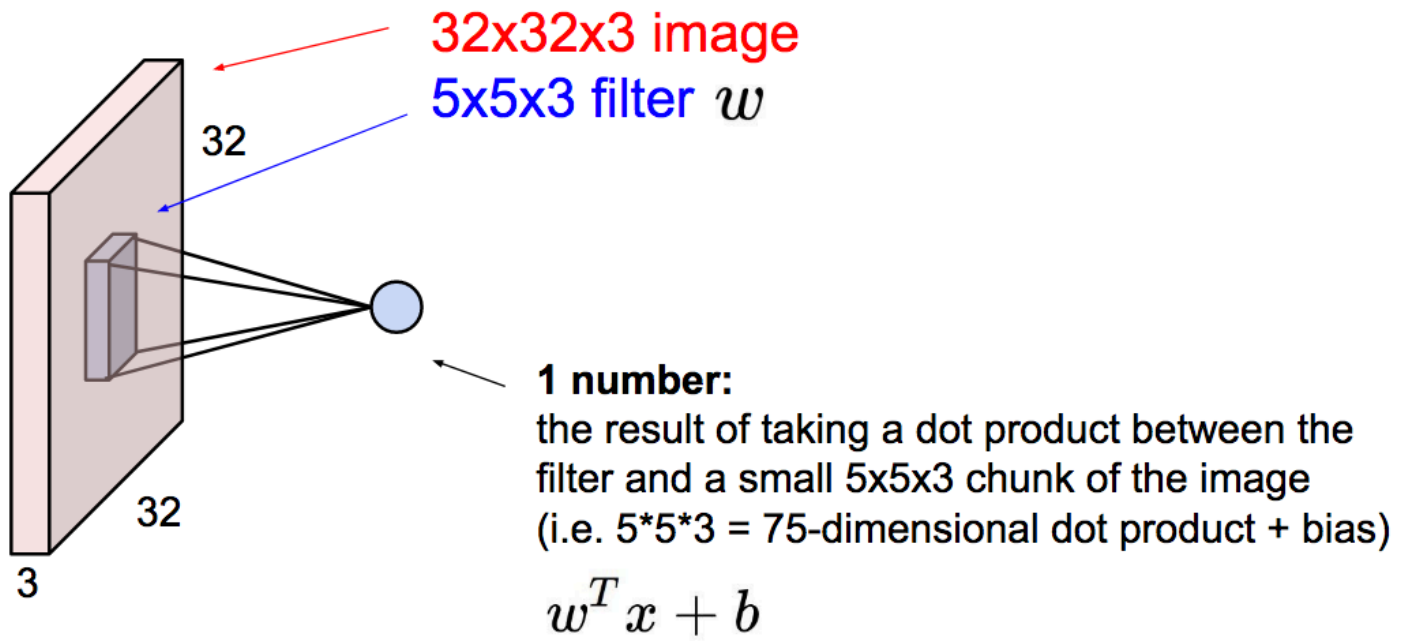 32x32x3 image
5x5x3 filter w
32
32
3
1 number:
the result of taking a dot product between the
filter and a small 5x5x3 chunk of the image
(i.e. 5*5*3 = 75-dimensional dot product + bias)
w^T x + b